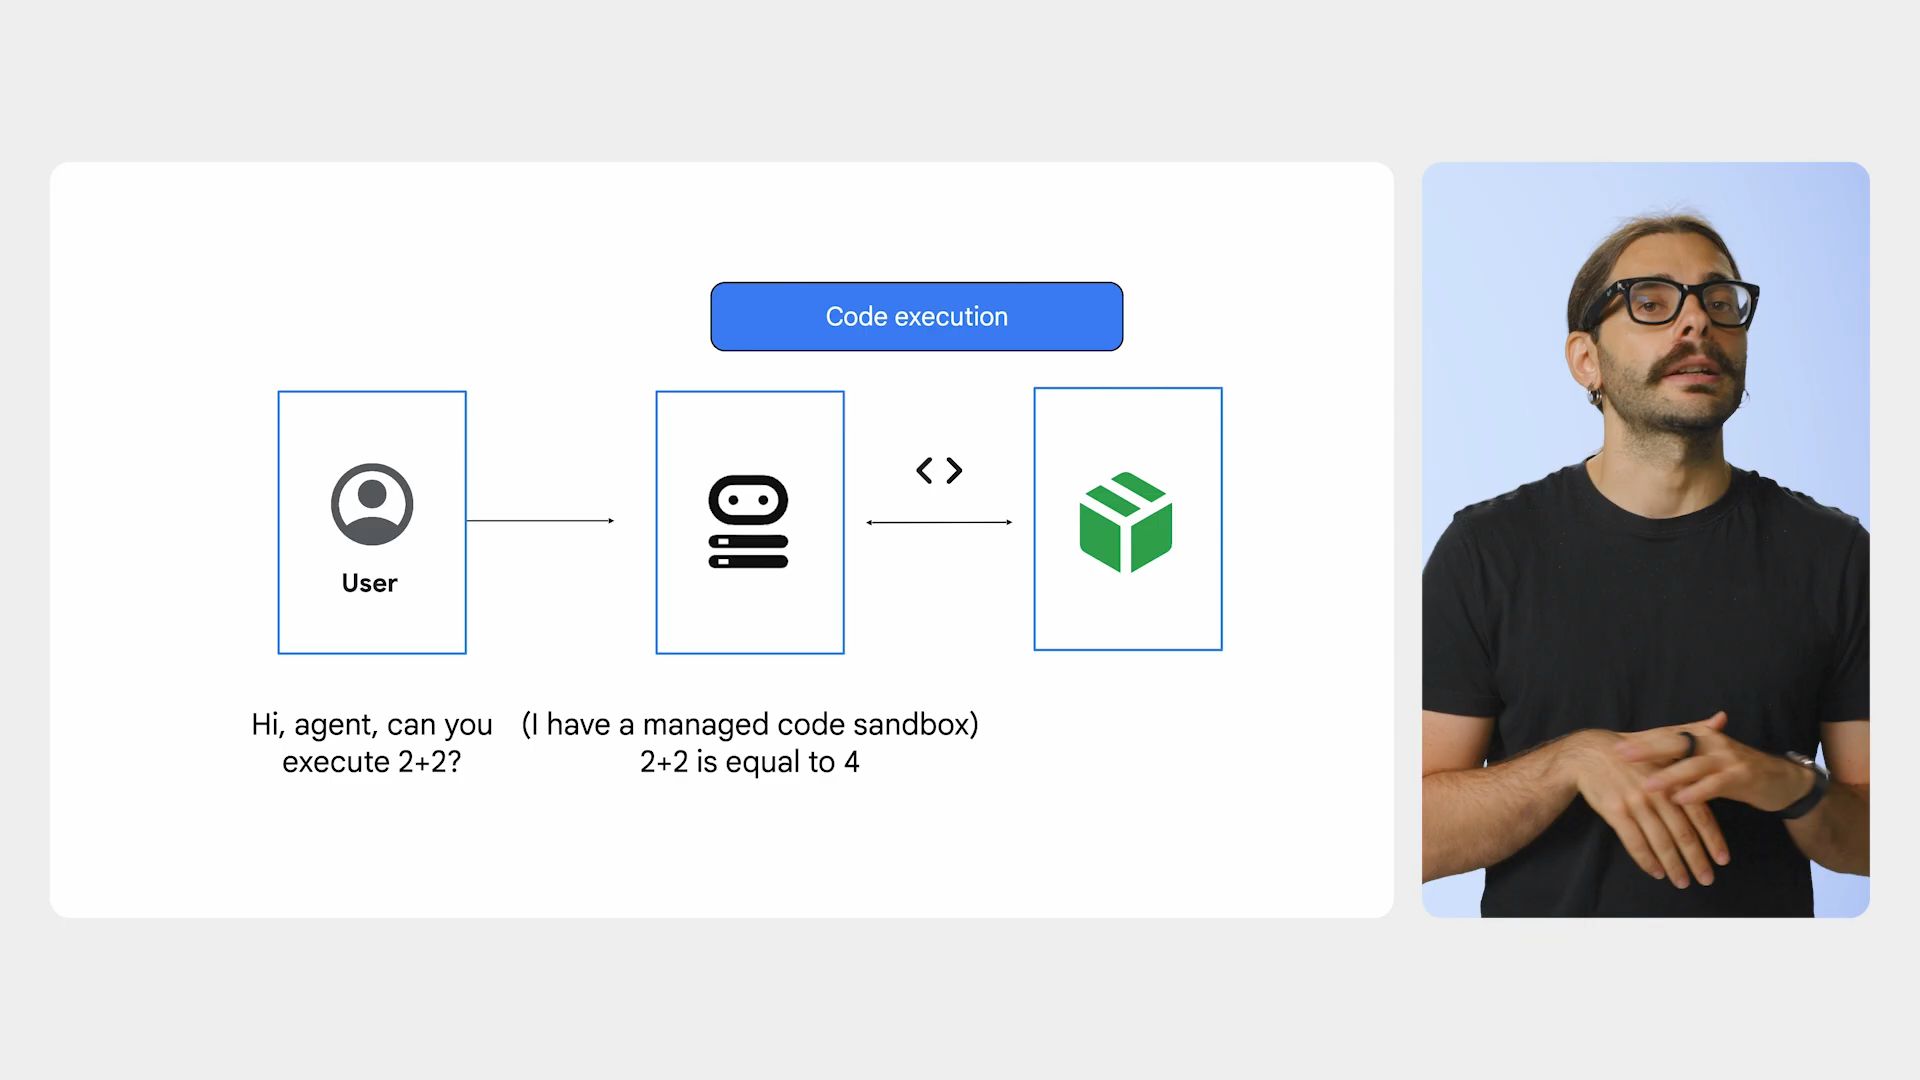 Code execution
< >
User
Hi, agent, can you
execute 2+2?
(I have a managed code sandbox)
2+2 is equal to 4